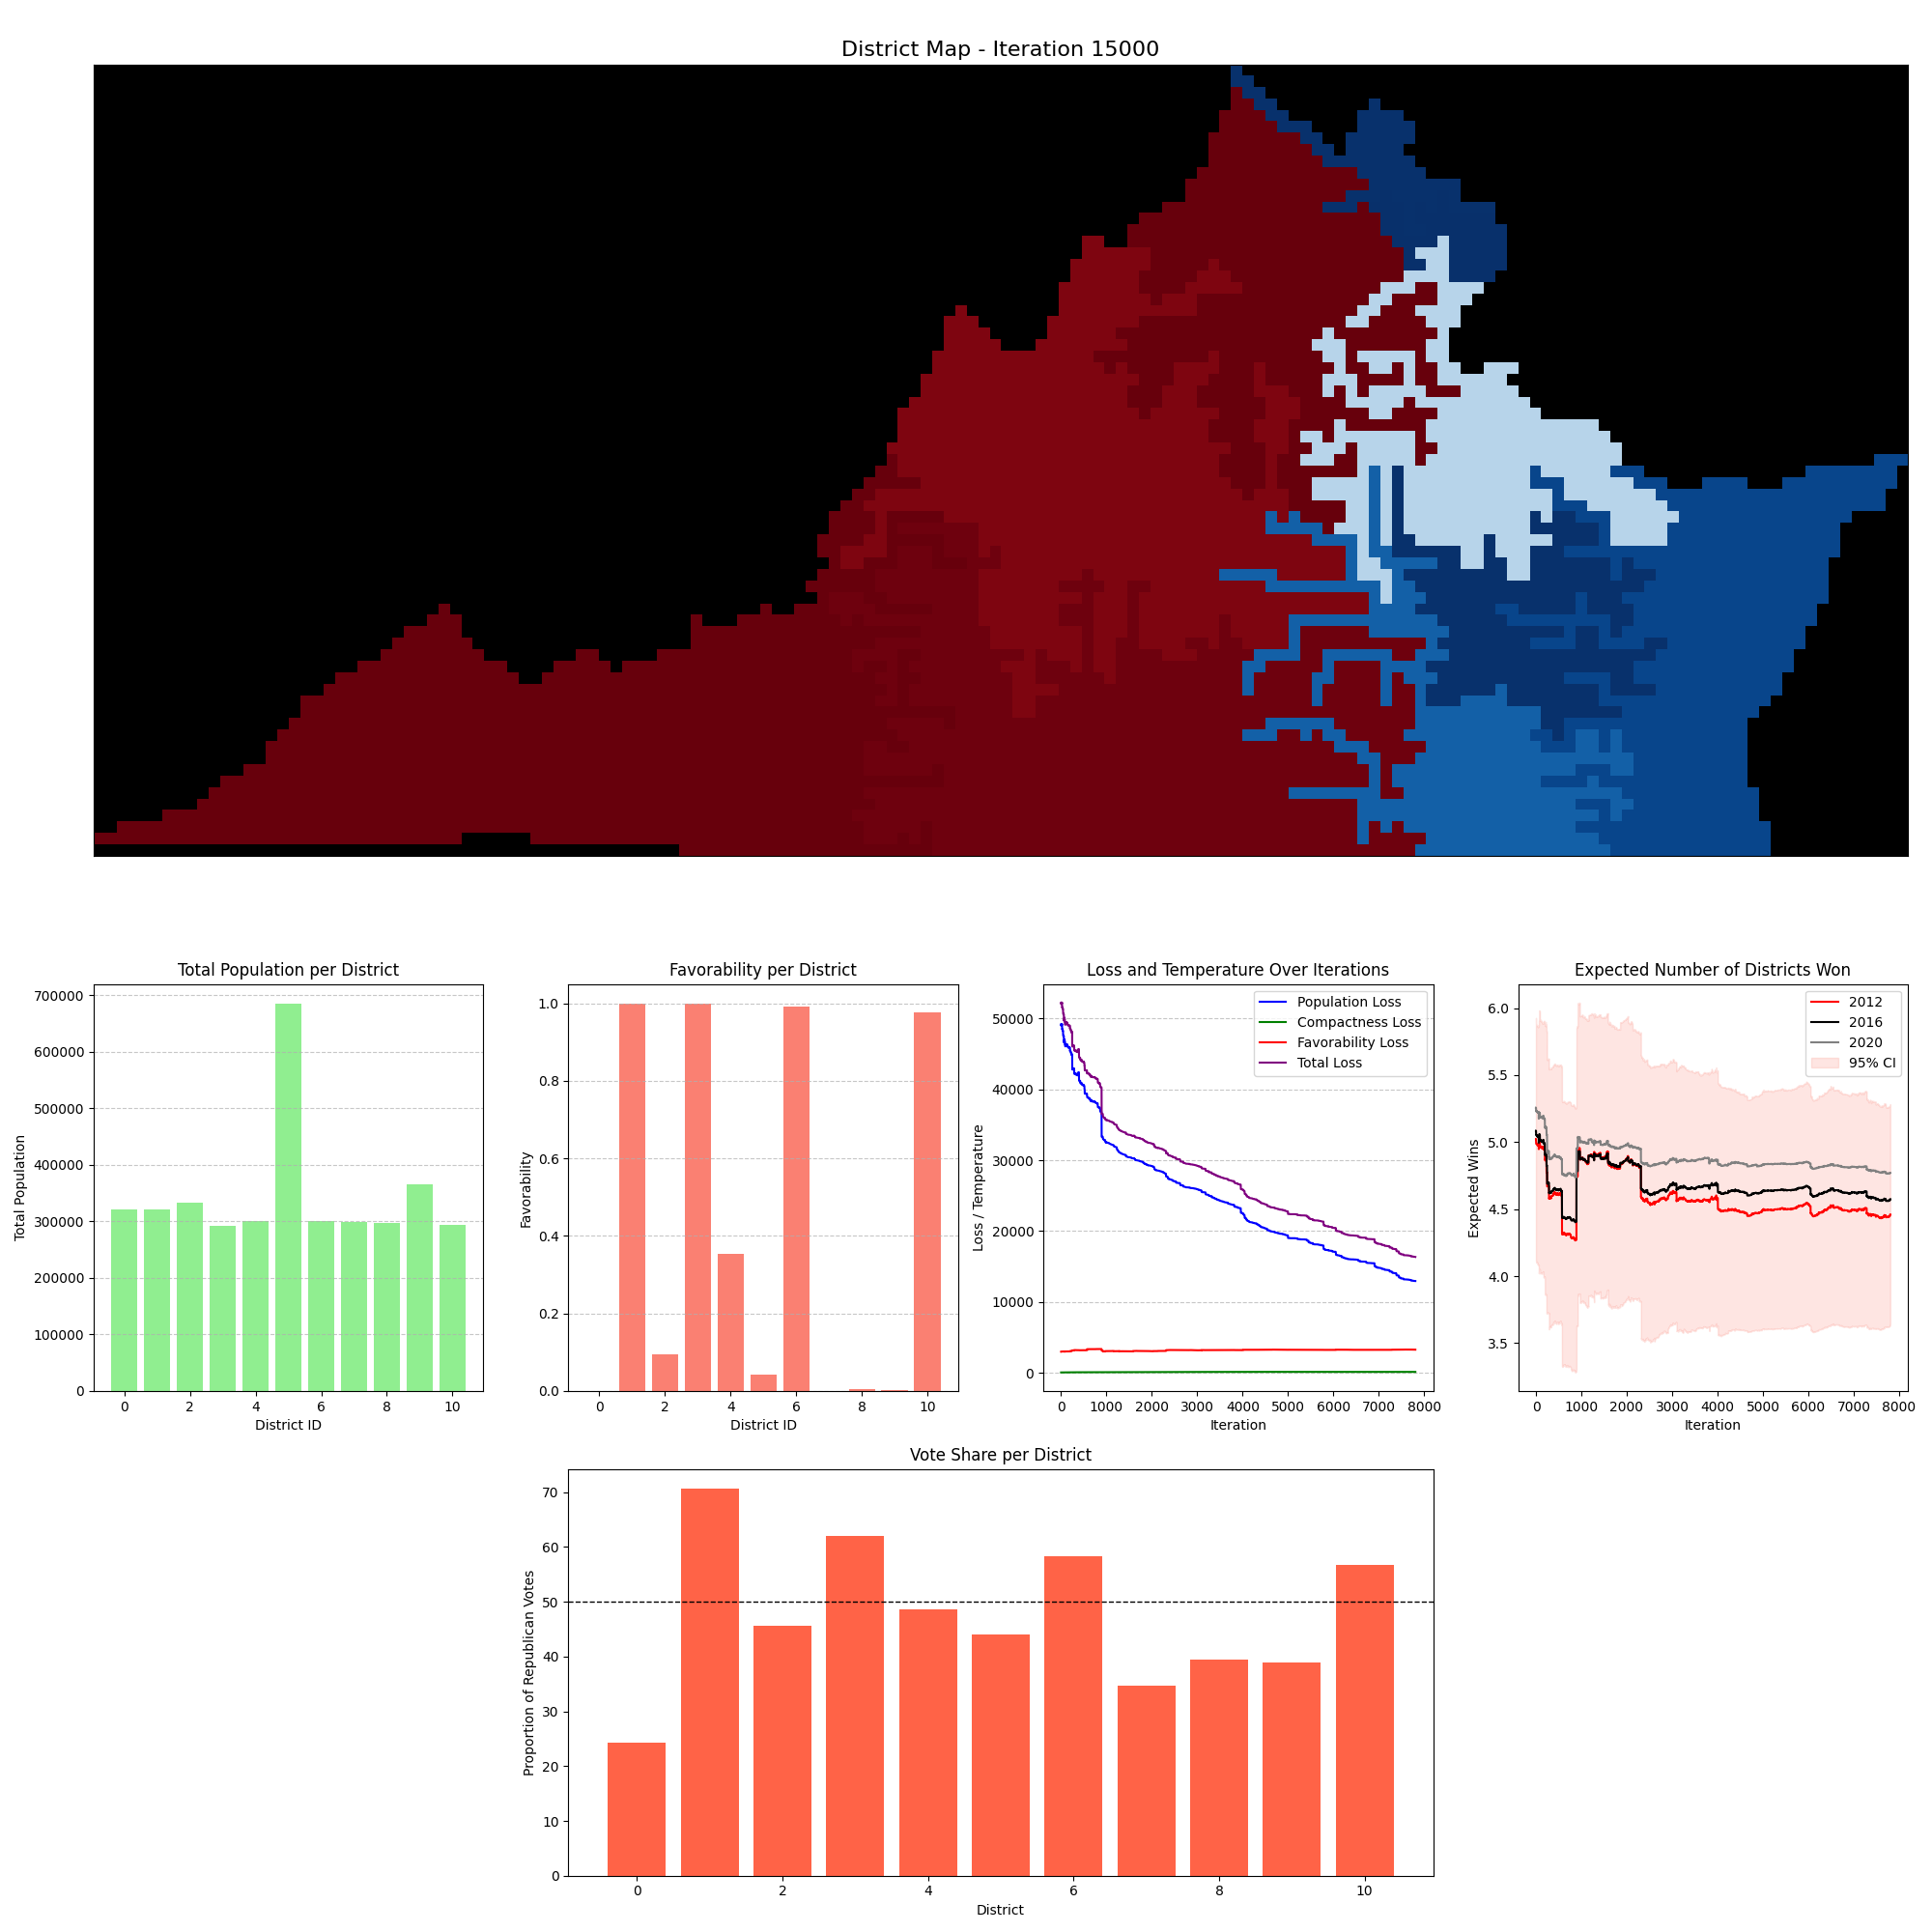 District Map - Iteration 15000
Total Population per District
Total Population
700000
600000
500000
400000
300000
200000
100000
0
0 2 4 6 8 10
District ID
Favorability per District
Favorability
1.0
0.8
0.6
0.4
0.2
0.0
0 2 4 6 8 10
District ID
Loss and Temperature Over Iterations
Loss / Temperature
50000
40000
30000
20000
10000
0
Population Loss
Compactness Loss
Favorability Loss
Total Loss
0 1000 2000 3000 4000 5000 6000 7000 8000
Iteration
Expected Number of Districts Won
Expected Wins
6.0
5.5
5.0
4.5
4.0
3.5
2012
2016
2020
95% CI
0 1000 2000 3000 4000 5000 6000 7000 8000
Iteration
Vote Share per District
Proportion of Republican Votes
70
60
50
40
30
20
10
0
0 2 4 6 8 10
District